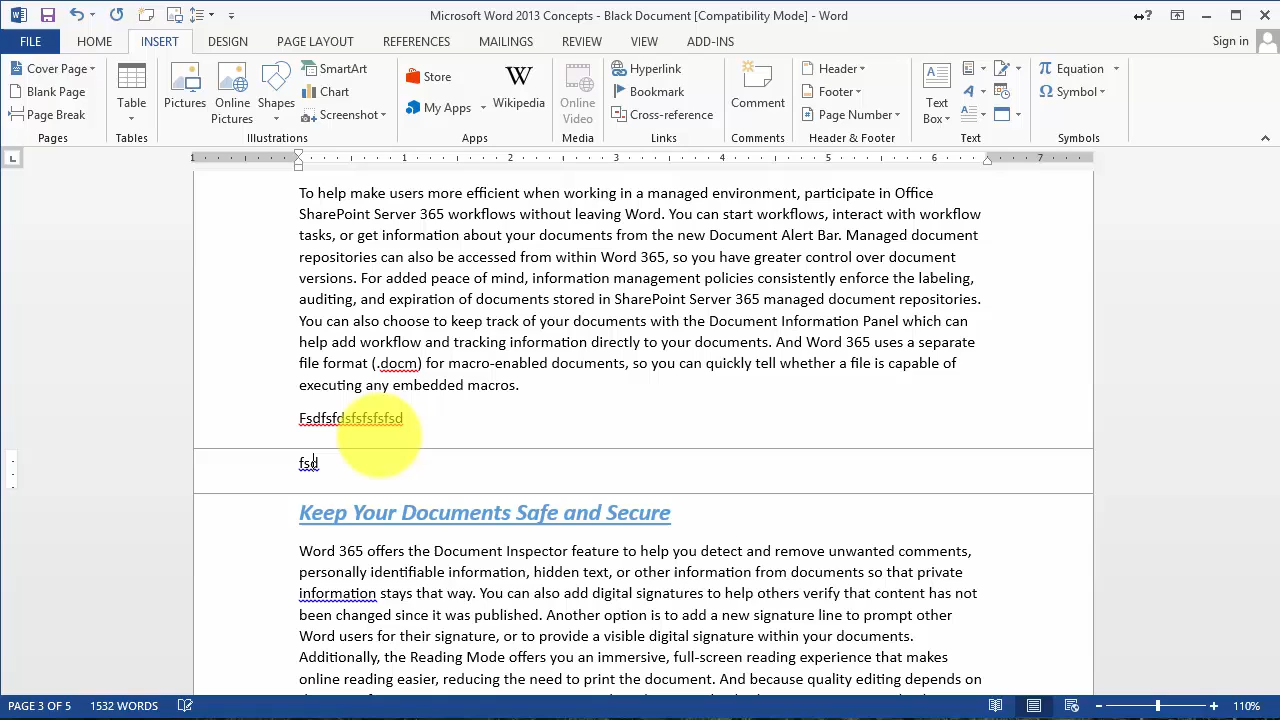 Microsoft Word 2013 Concepts - Black Document [Compatibility Mode] - Word
FILE HOME INSERT DESIGN PAGE LAYOUT REFERENCES MAILINGS REVIEW VIEW ADD-INS Sign in
Cover Page
Blank Page
Page Break
Pages
Table
Tables
Pictures
Online Pictures
Shapes
SmartArt
Chart
Screenshot
Illustrations
Store
My Apps
W
Wikipedia
Apps
Online Video
Media
Hyperlink
Bookmark
Cross-reference
Links
Comment
Comments
Header
Footer
Page Number
Header & Footer
Text Box
Text
Equation
Symbol
Symbols
1 1 2 3 4 5 6 7
To help make users more efficient when working in a managed environment, participate in Office
SharePoint Server 365 workflows without leaving Word. You can start workflows, interact with workflow
tasks, or get information about your documents from the new Document Alert Bar. Managed document
repositories can also be accessed from within Word 365, so you have greater control over document
versions. For added peace of mind, information management policies consistently enforce the labeling,
auditing, and expiration of documents stored in SharePoint Server 365 managed document repositories.
You can also choose to keep track of your documents with the Document Information Panel which can
help add workflow and tracking information directly to your documents. And Word 365 uses a separate
file format (.docm) for macro-enabled documents, so you can quickly tell whether a file is capable of
executing any embedded macros.
Fsdfsfdsfsfsfsfsd
fsd
Keep Your Documents Safe and Secure
Word 365 offers the Document Inspector feature to help you detect and remove unwanted comments,
personally identifiable information, hidden text, or other information from documents so that private
information stays that way. You can also add digital signatures to help others verify that content has not
been changed since it was published. Another option is to add a new signature line to prompt other
Word users for their signature, or to provide a visible digital signature within your documents.
Additionally, the Reading Mode offers you an immersive, full-screen reading experience that makes
online reading easier, reducing the need to print the document. And because quality editing depends on
PAGE 3 OF 5 1532 WORDS 110%